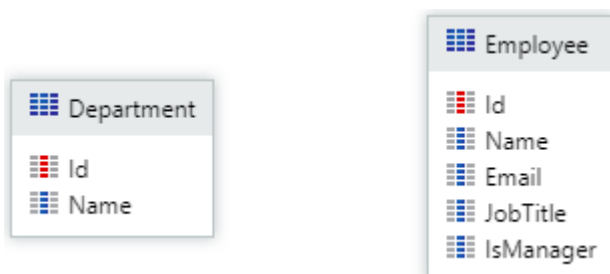 Department
Id
Name
Employee
Id
Name
Email
JobTitle
IsManager